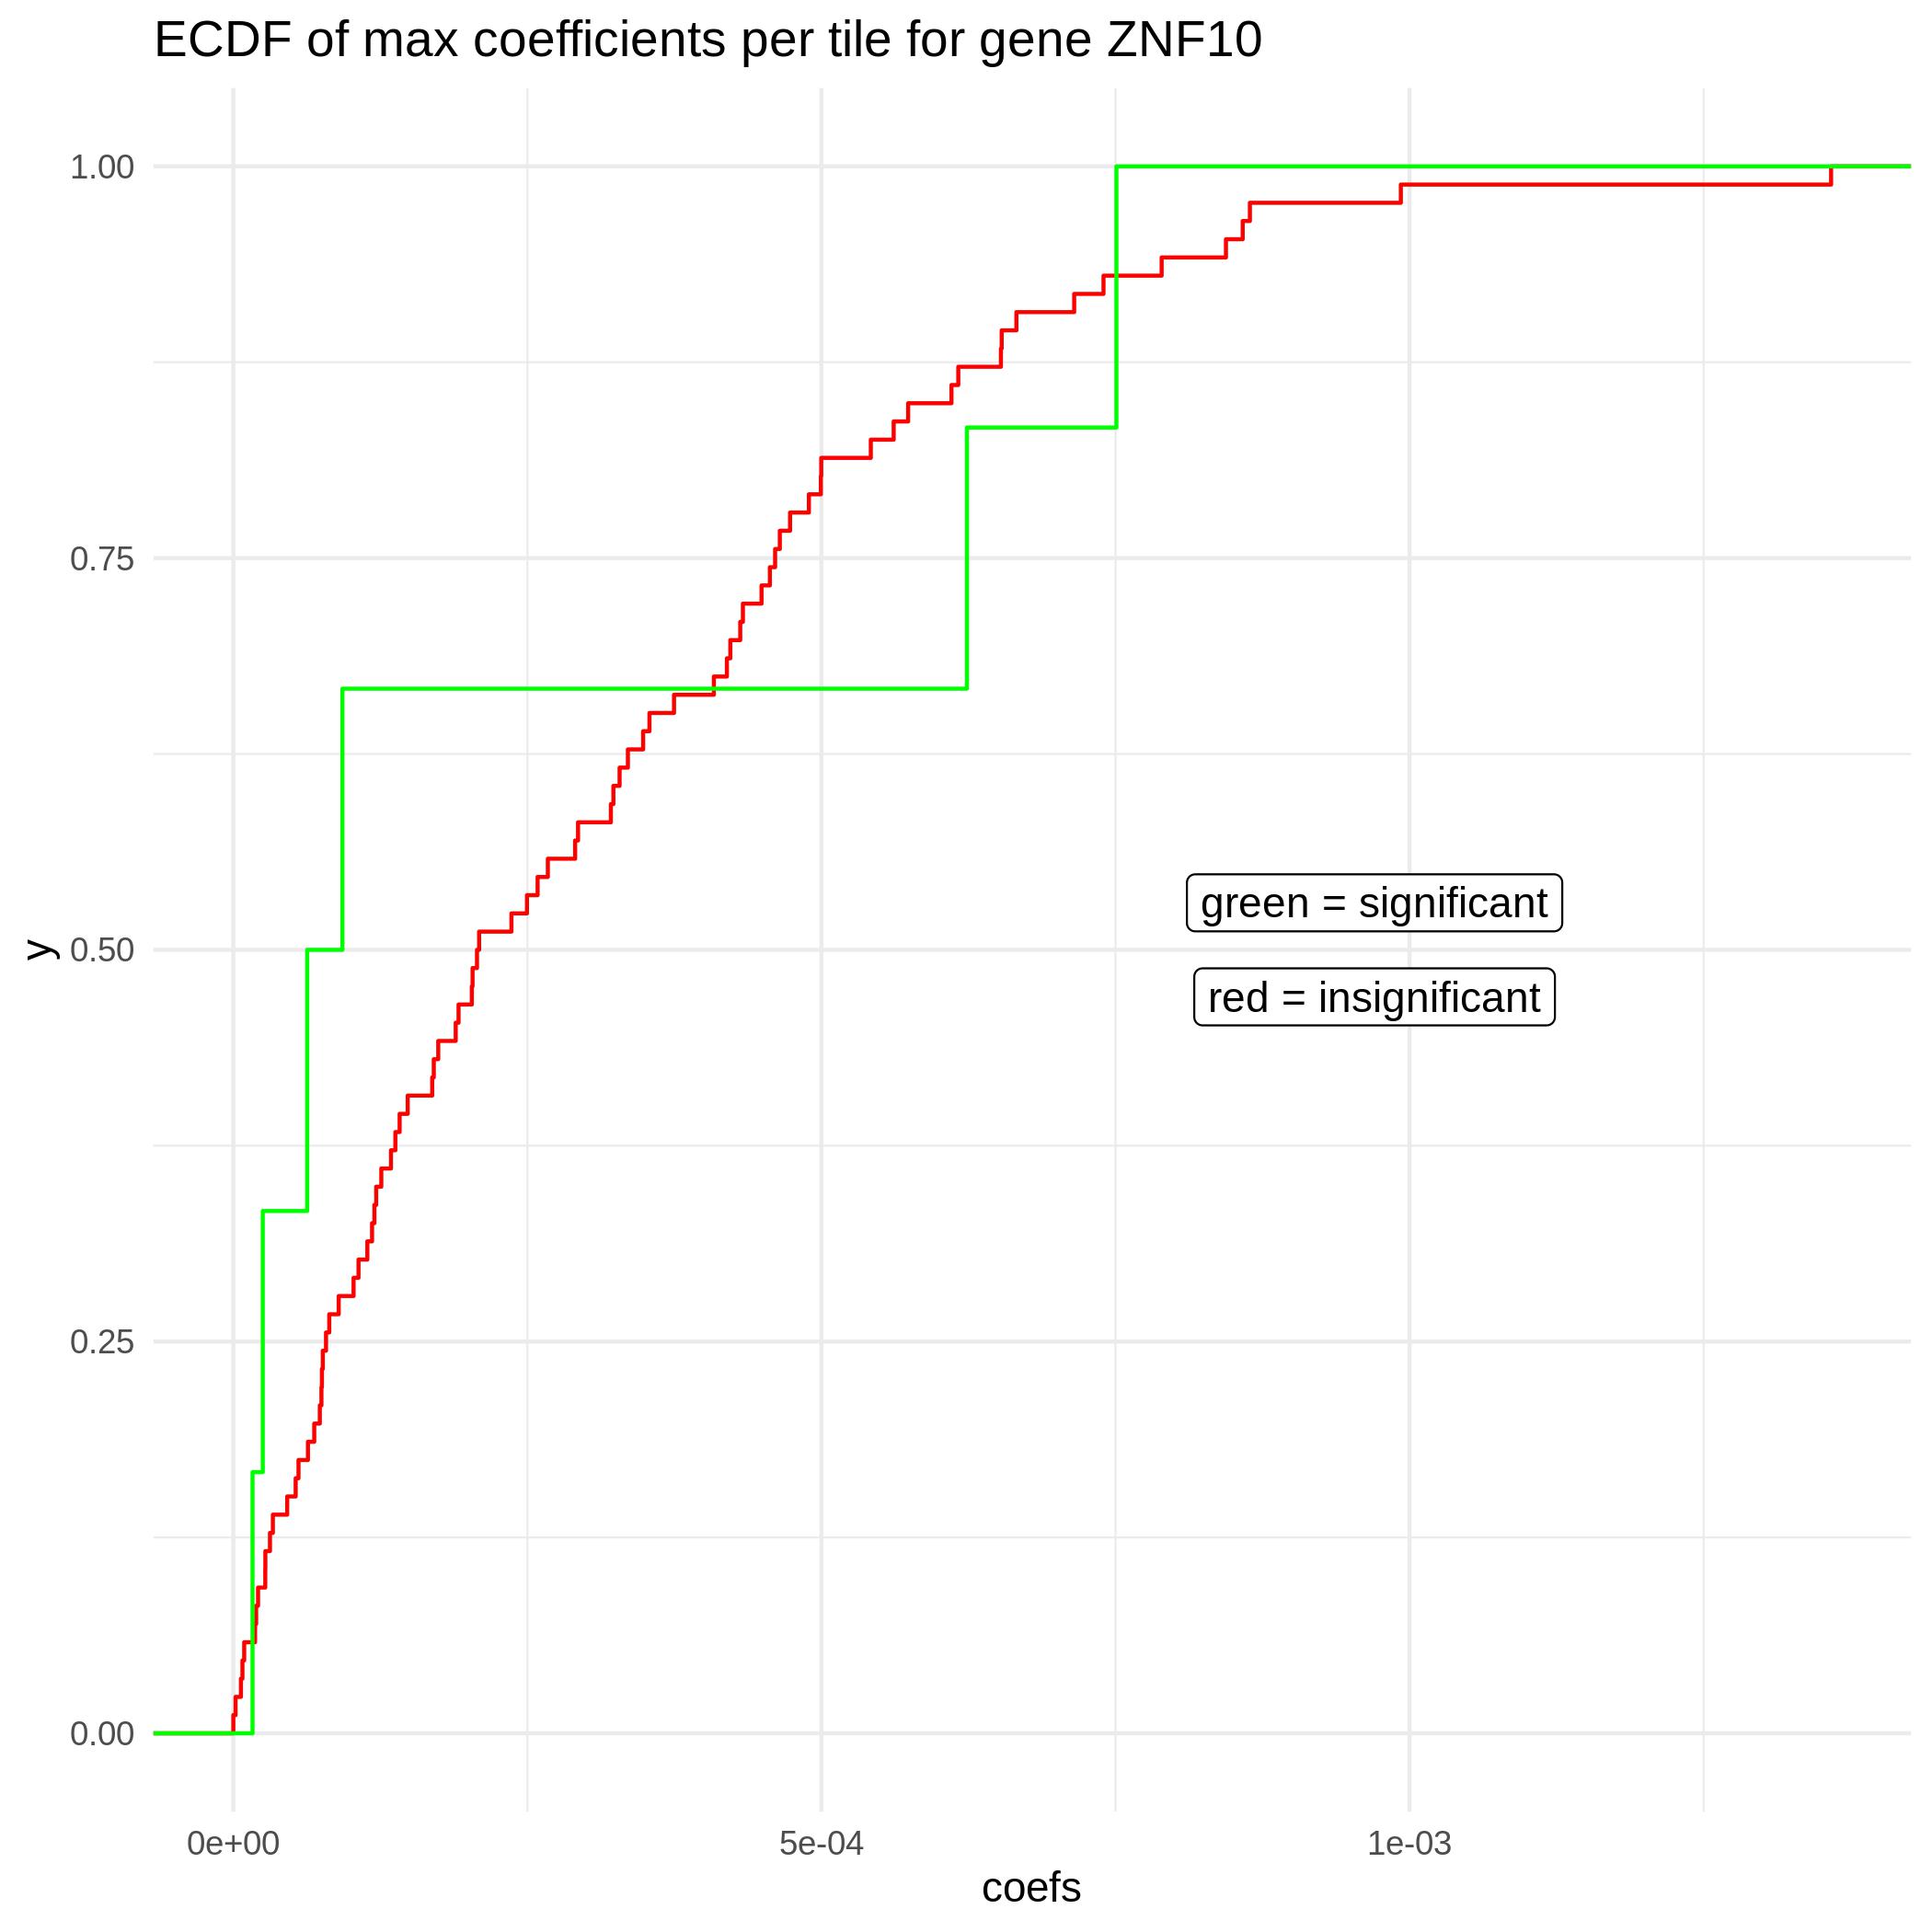 ECDF of max coefficients per tile for gene ZNF10
1.00
0.75
0.50
0.25
0.00
y
green = significant
red = insignificant
0e+00
5e-04
1e-03
coefs